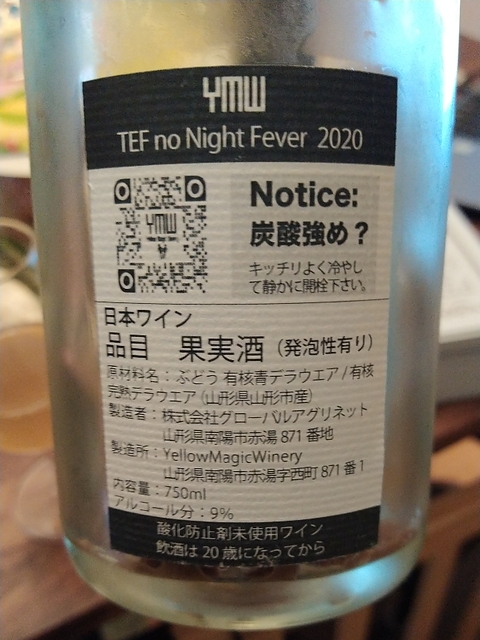 YMW
TEF no Night Fever 2020
YMW
Notice:
炭酸強め？
キッチリよく冷やし
て静かに開栓下さい。
日本ワイン
品目　果実酒（発泡性有り）
原材料名：ぶどう 有核青デラウエア / 有核
完熟デラウエア（山形県山形市産）
製造者：株式会社グローバルアグリネット
山形県南陽市赤湯 871 番地
製造所：YellowMagicWinery
山形県南陽市赤湯字西町 871 番 1
内容量：750ml
アルコール分：9%
酸化防止剤未使用ワイン
飲酒は 20 歳になってから